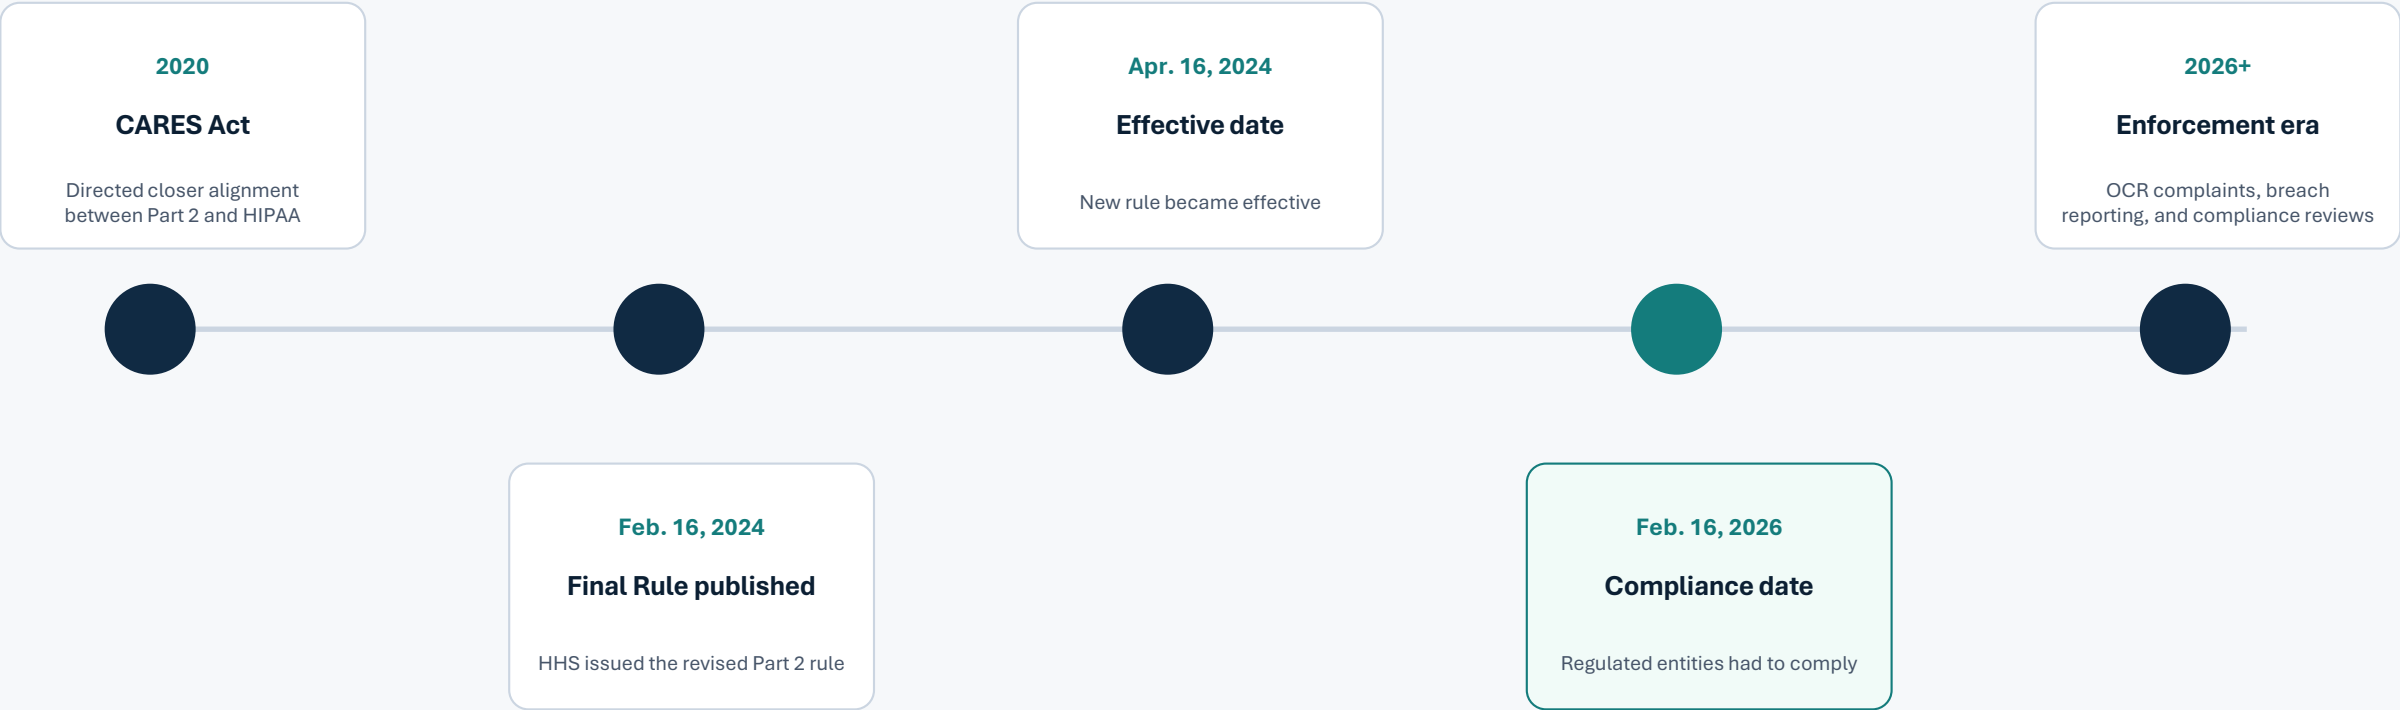 2020
CARES Act
Directed closer alignment
between Part 2 and HIPAA
Feb. 16, 2024
Final Rule published
HHS issued the revised Part 2 rule
Apr. 16, 2024
Effective date
New rule became effective
Feb. 16, 2026
Compliance date
Regulated entities had to comply
2026+
Enforcement era
OCR complaints, breach
reporting, and compliance reviews